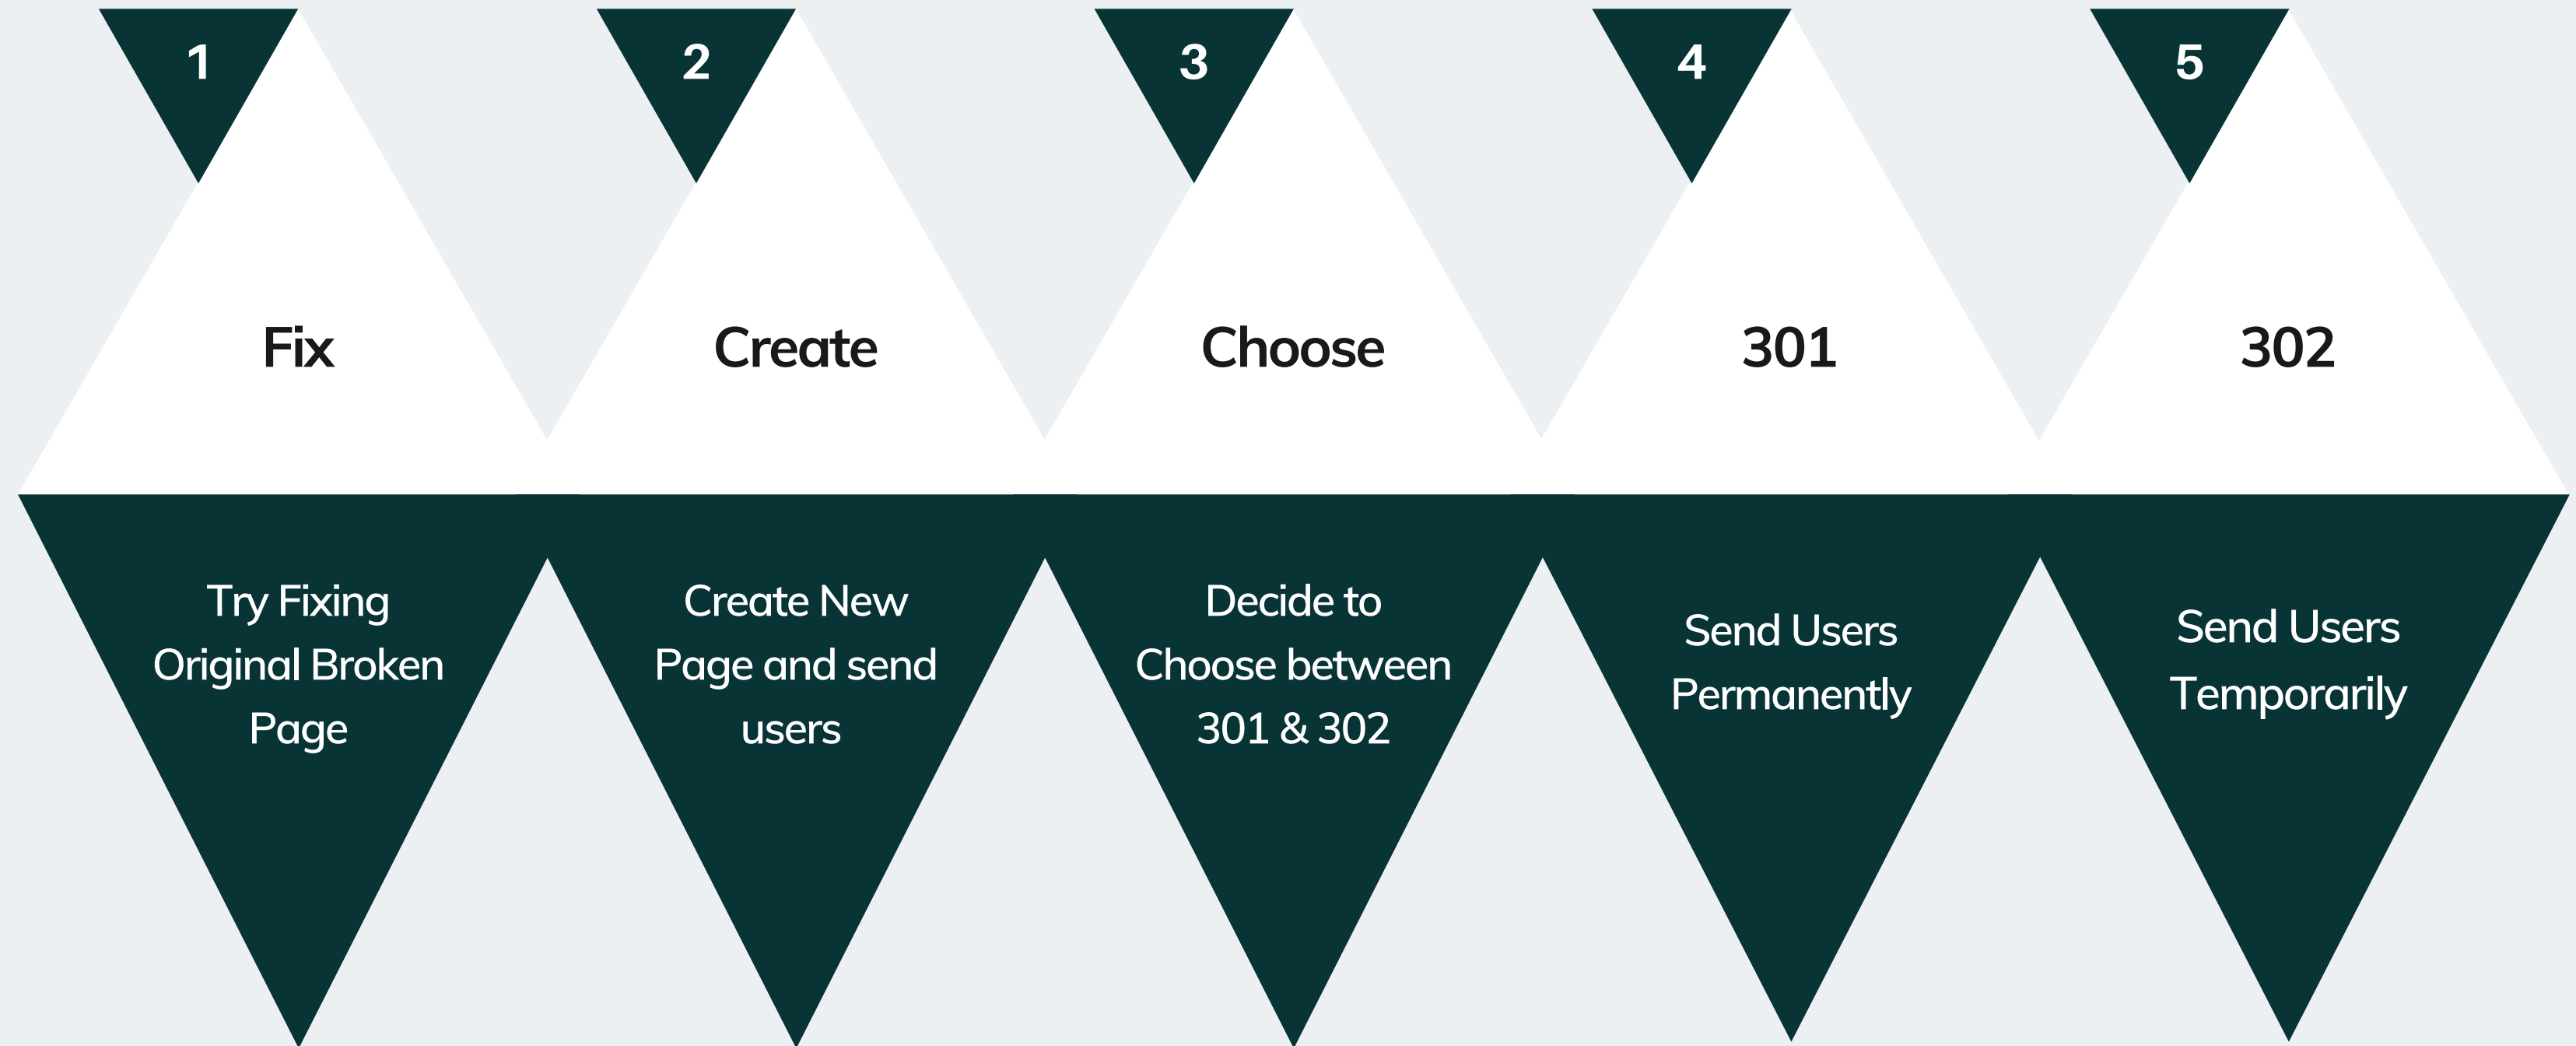 1
Fix
Try Fixing
Original Broken
Page
2
Create
Create New
Page and send
users
3
Choose
Decide to
Choose between
301 & 302
4
301
Send Users
Permanently
5
302
Send Users
Temporarily